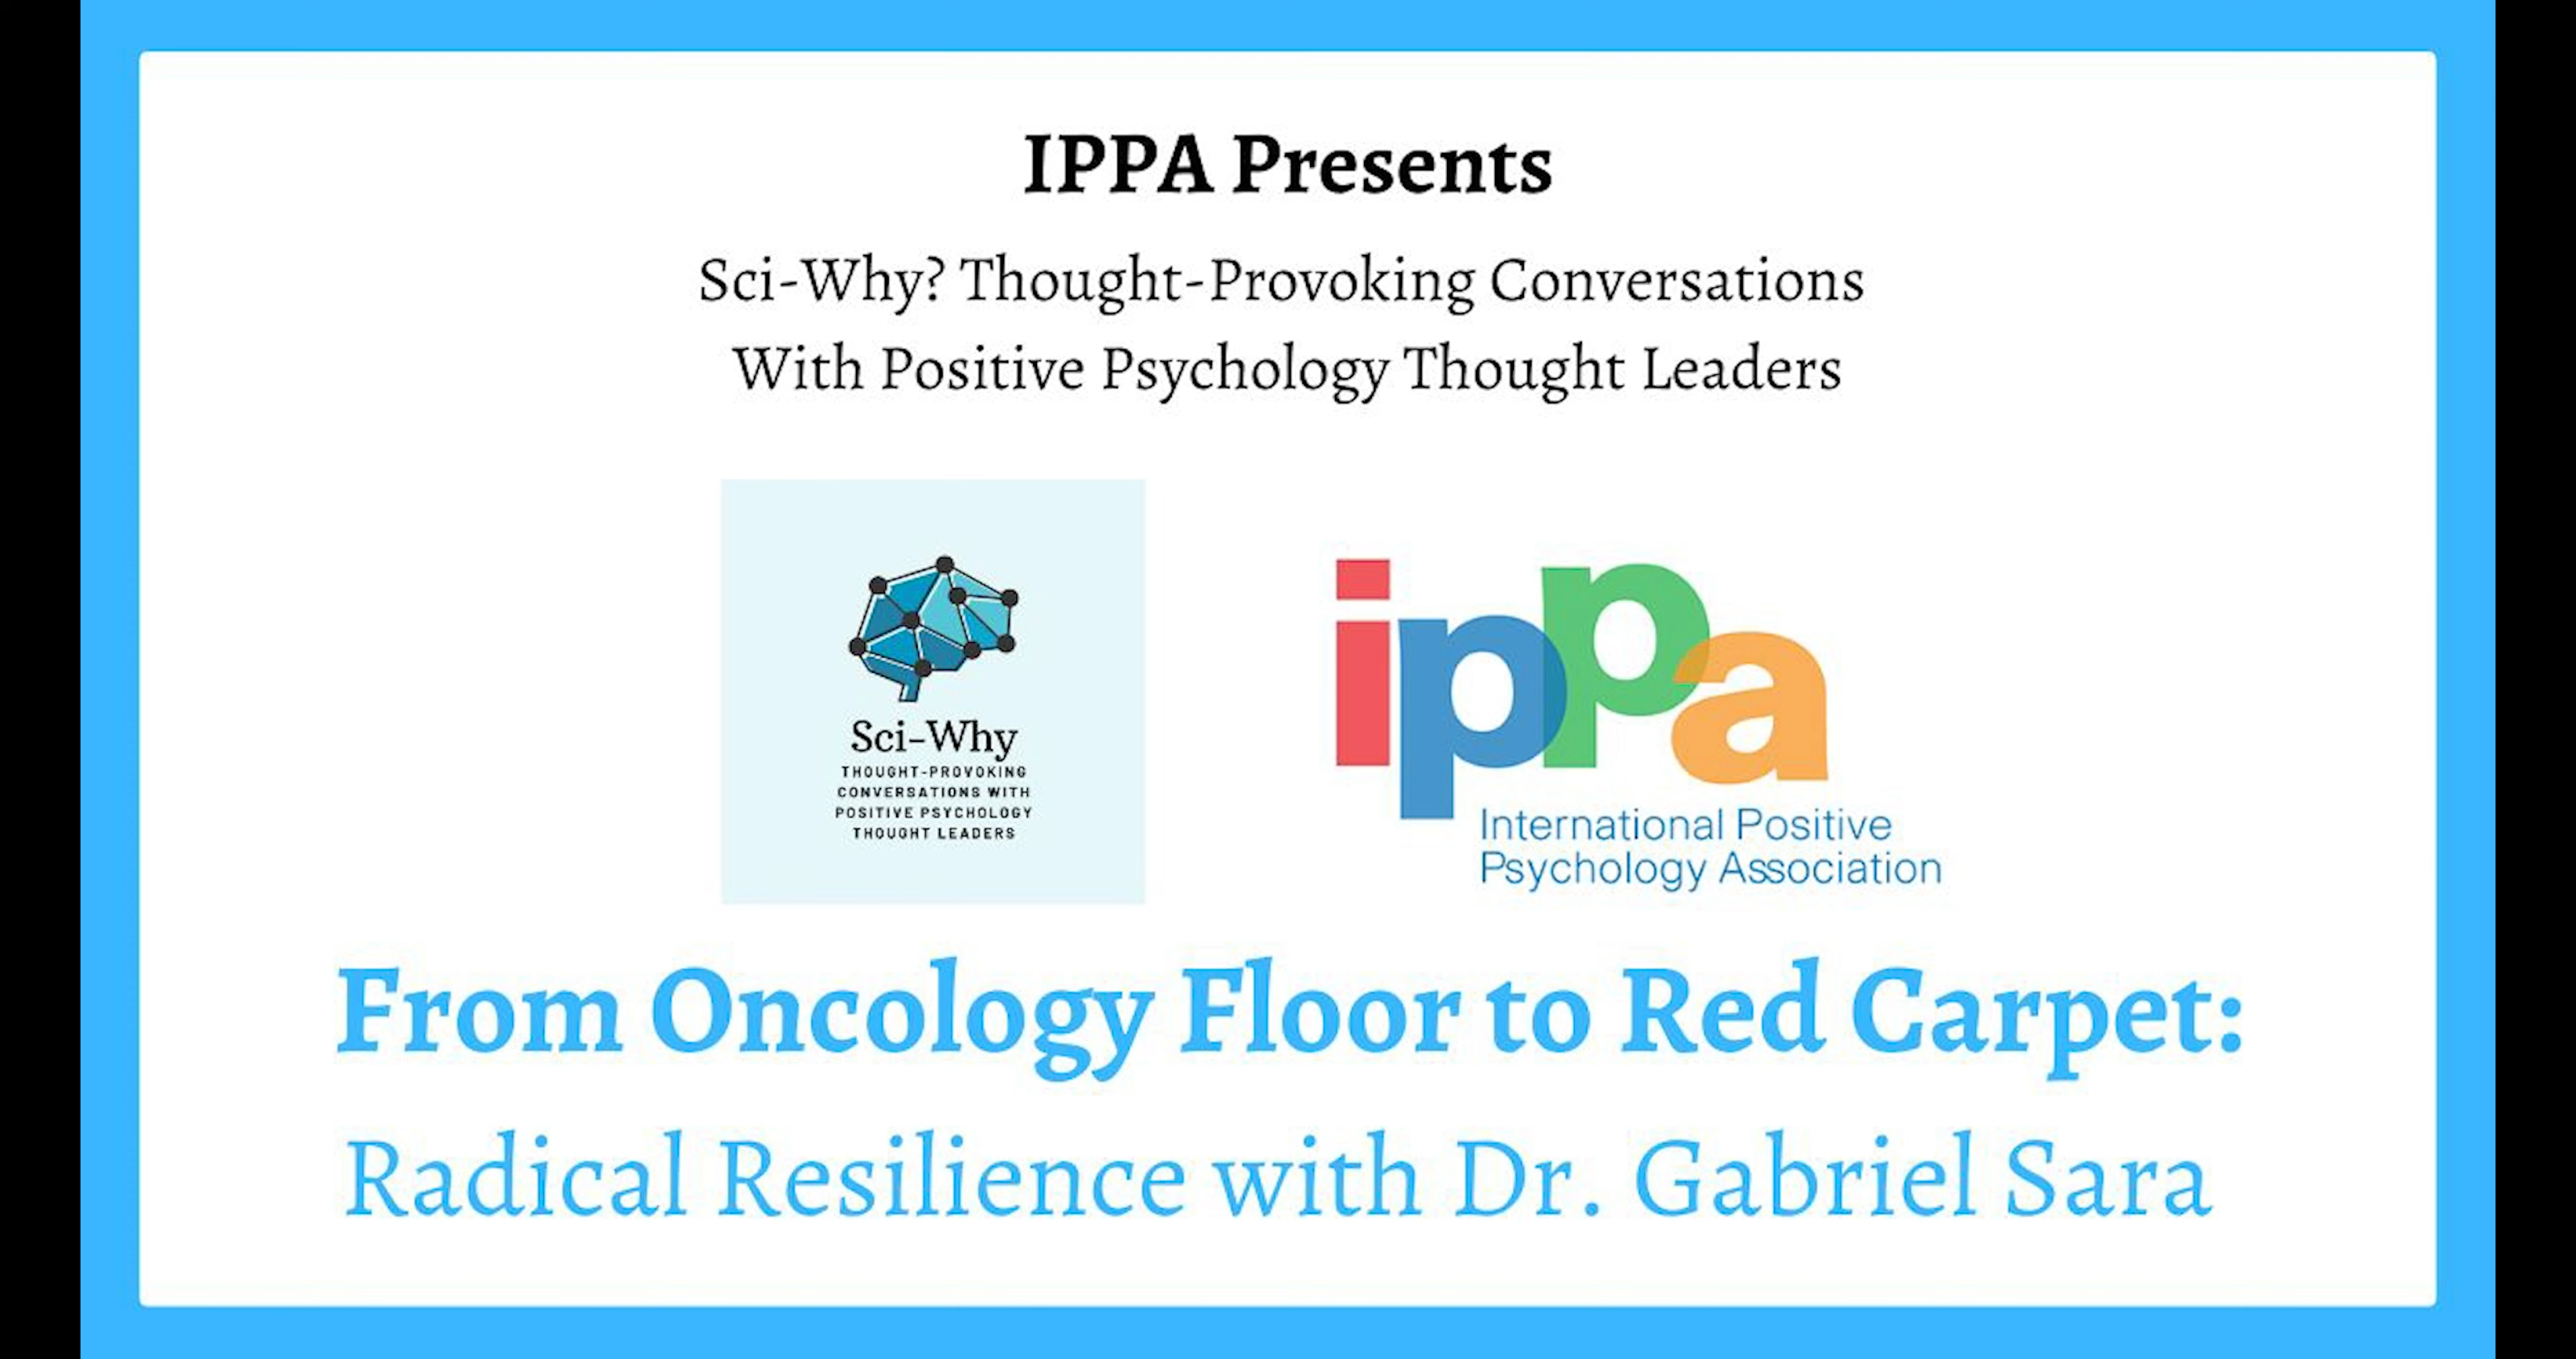 IPPA Presents
Sci-Why? Thought-Provoking Conversations
With Positive Psychology Thought Leaders
Sci-Why
THOUGHT-PROVOKING
CONVERSATIONS WITH
POSITIVE PSYCHOLOGY
THOUGHT LEADERS
ippa
International Positive
Psychology Association
From Oncology Floor to Red Carpet:
Radical Resilience with Dr. Gabriel Sara